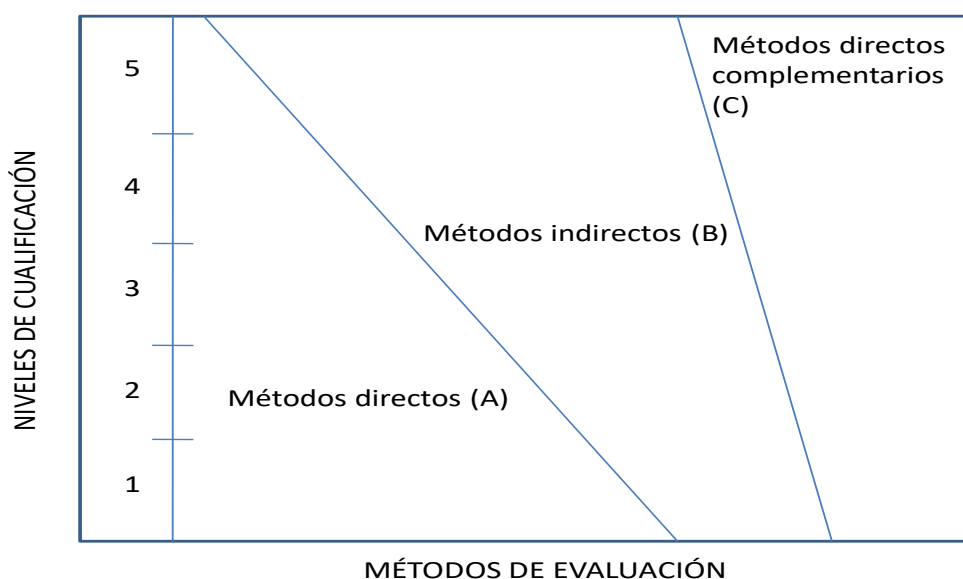 Métodos directos
complementarios
(C)
5
4
Métodos indirectos (B)
3
2
Métodos directos (A)
1
NIVELES DE CUALIFICACIÓN
MÉTODOS DE EVALUACIÓN